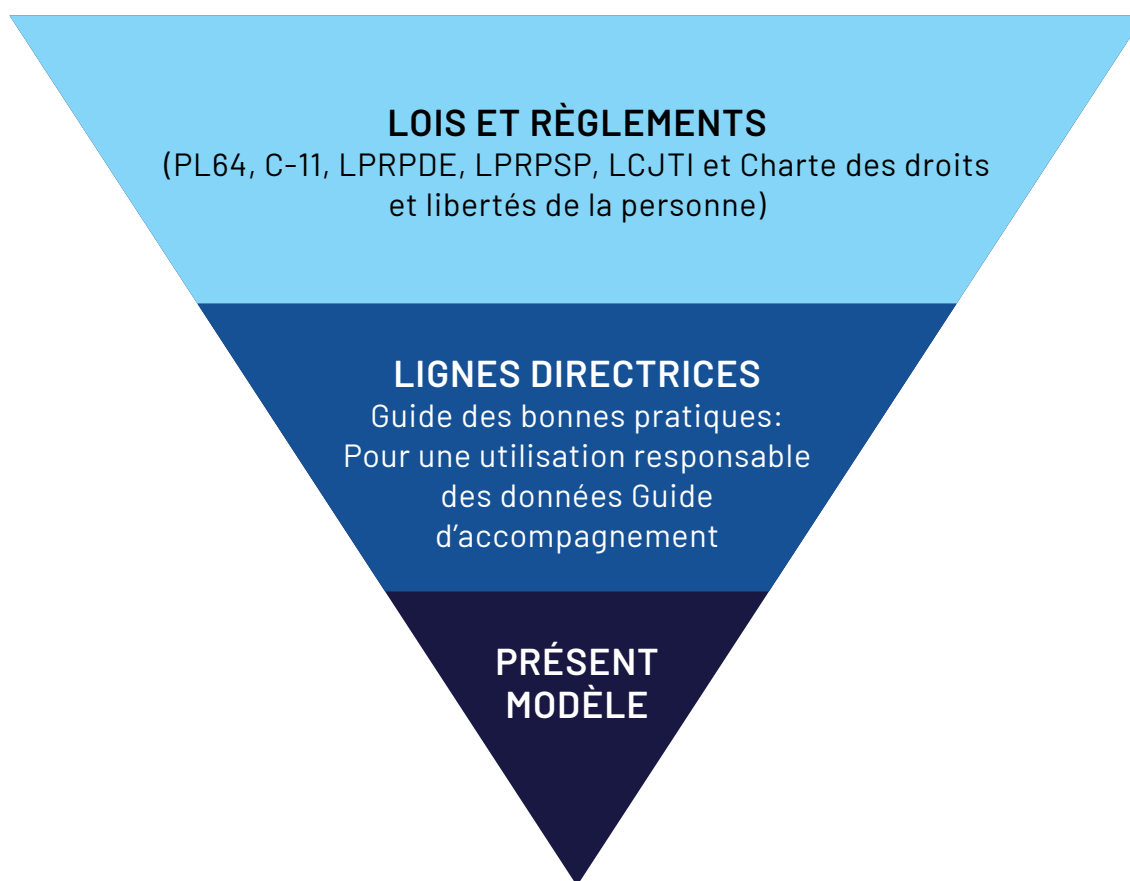 LOIS ET RÈGLEMENTS
(PL64, C-11, LPRPDE, LPRPSP, LCJTI et Charte des droits
et libertés de la personne)
LIGNES DIRECTRICES
Guide des bonnes pratiques:
Pour une utilisation responsable
des données Guide
d’accompagnement
PRÉSENT
MODÈLE